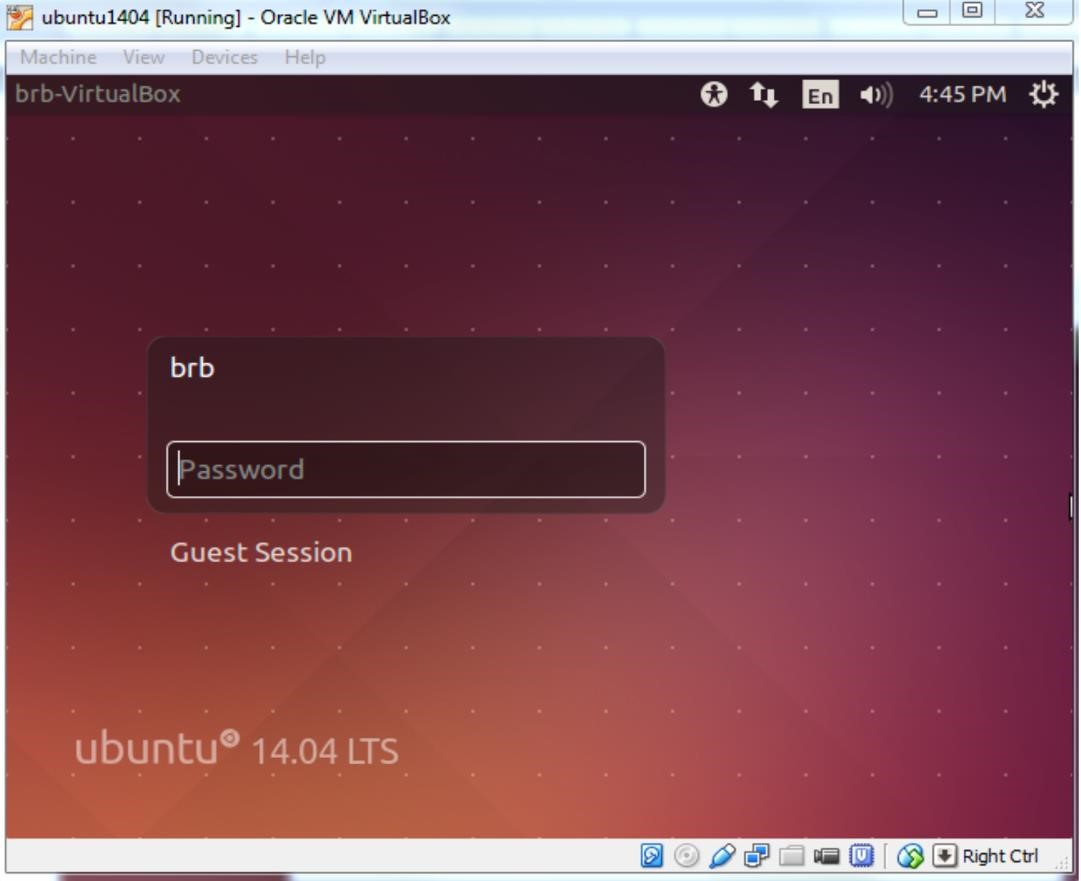 ubuntu1404 [Running] - Oracle VM VirtualBox
Machine View Devices Help
brb-VirtualBox En 4:45 PM
brb
Password
Guest Session
ubuntu® 14.04 LTS
Right Ctrl